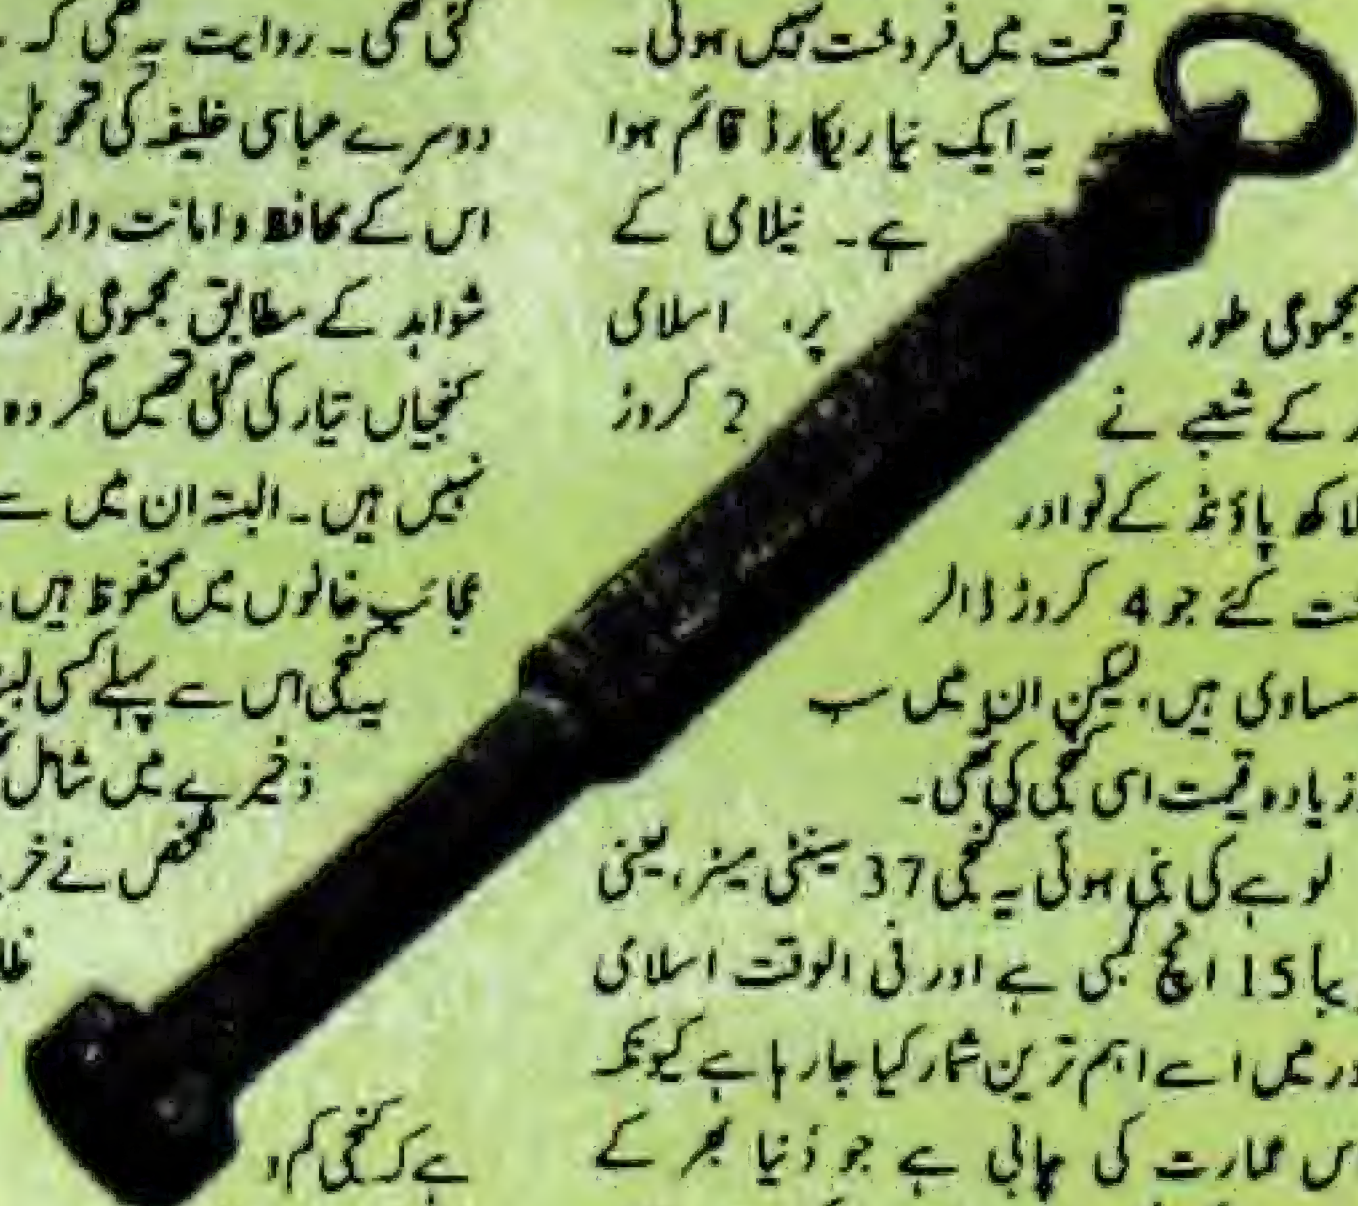 قیمت میں فروخت نہیں ہوئی۔
یہ ایک نیا ریکارڈ قائم ہوا
ہے۔ نیلامی کے
مجموعی طور پر، اسلامی
کے شعبے نے 2 کروڑ
لاکھ پاؤنڈ کے نوادر
کئے جو 4 کروڑ ڈالر
مساوی ہیں، لیکن ان میں سب
زیادہ قیمت اسی کنجی کی تھی۔
لوہے کی بنی ہوئی یہ کنجی 37 سینٹی میٹر، یعنی
15 انچ لمبی ہے اور فی الوقت اسلامی
میں اسے اہم ترین شمار کیا جا رہا ہے کیونکہ
عمارت کی چابی ہے جو دُنیا بھر کے
گئی تھی۔ روایت یہ تھی کہ
دوسرے عباسی خلیفہ کی تحویل
اس کے محافظ و امانت دار
شواہد کے مطابق مجموعی طور
کنجیاں تیار کی گئی تھیں مگر وہ
نہیں ہیں۔ البتہ ان میں سے
عجائب خانوں میں محفوظ ہیں۔
یہ کنجی اس سے پہلے کسی
ذخیرے میں شامل
شخص نے
ہے کہ کنجی کم